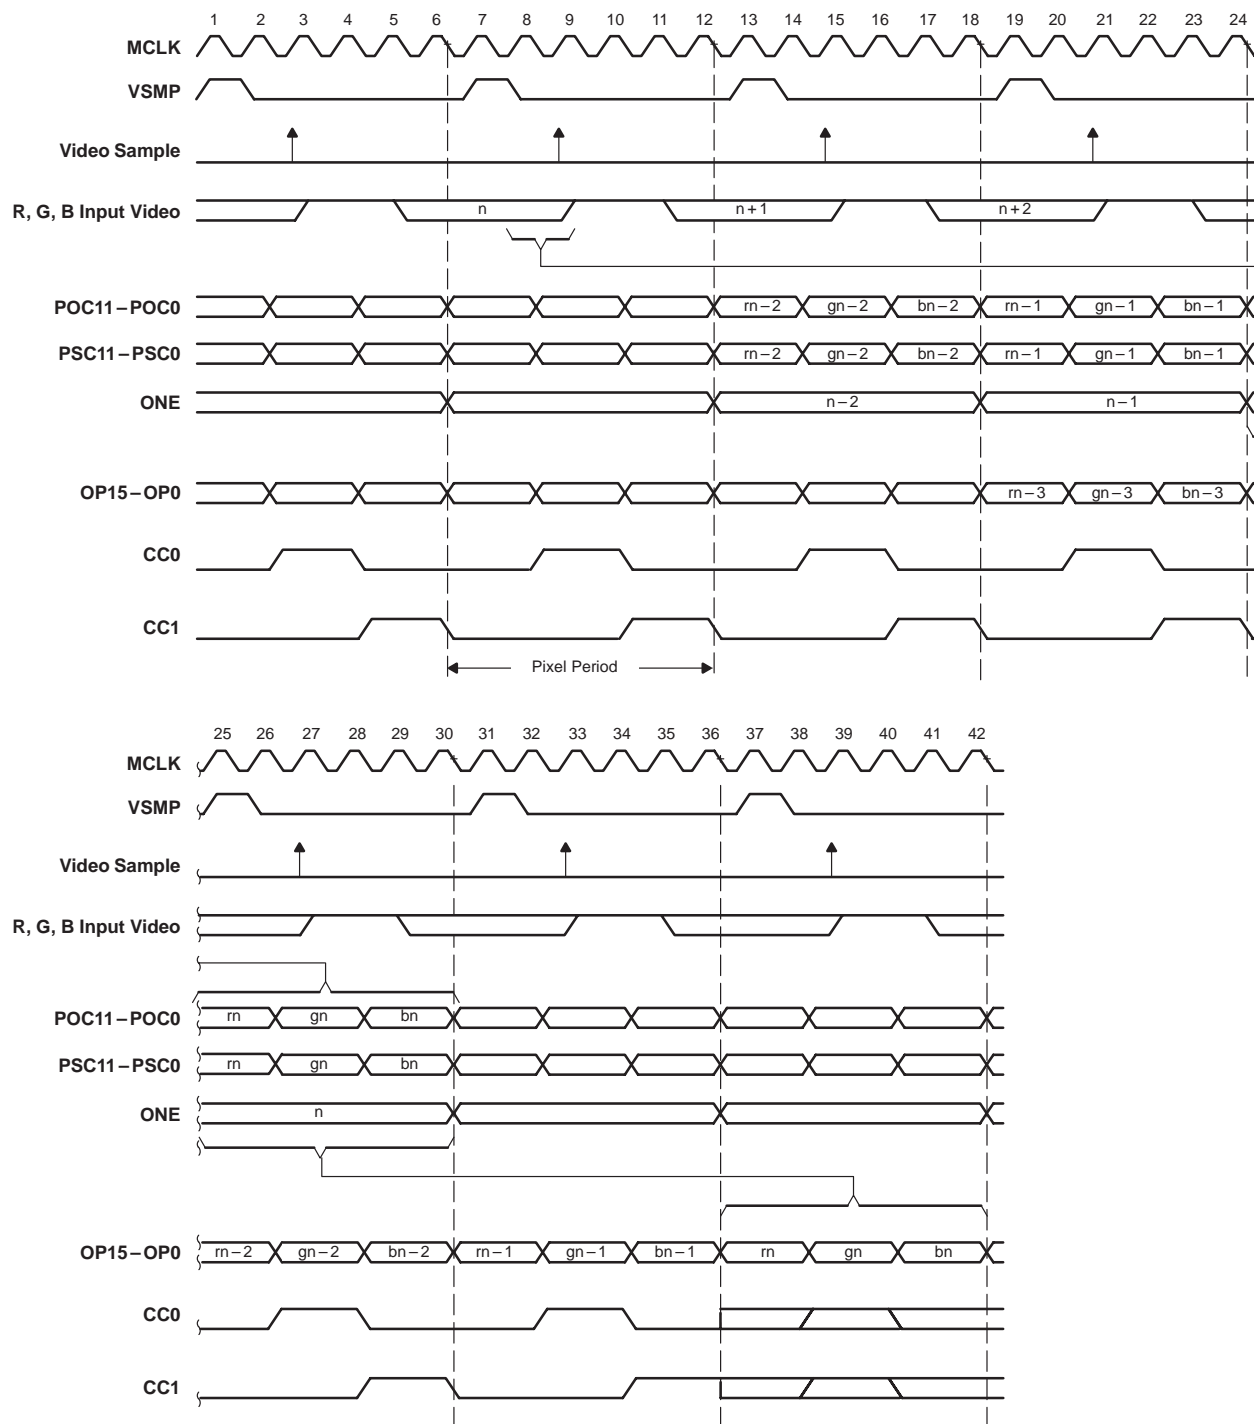 1 2 3 4 5 6 7 8 9 10 11 12 13 14 15 16 17 18 19 20 21 22 23 24
MCLK
VSMP
Video Sample
R, G, B Input Video n n+1 n+2
POC11–POC0 rn–2 gn–2 bn–2 rn–1 gn–1 bn–1
PSC11–PSC0 rn–2 gn–2 bn–2 rn–1 gn–1 bn–1
ONE n–2 n–1
OP15–OP0 rn–3 gn–3 bn–3
CC0
CC1
Pixel Period
25 26 27 28 29 30 31 32 33 34 35 36 37 38 39 40 41 42
MCLK
VSMP
Video Sample
R, G, B Input Video
POC11–POC0 rn gn bn
PSC11–PSC0 rn gn bn
ONE n
OP15–OP0 rn–2 gn–2 bn–2 rn–1 gn–1 bn–1 rn gn bn
CC0
CC1